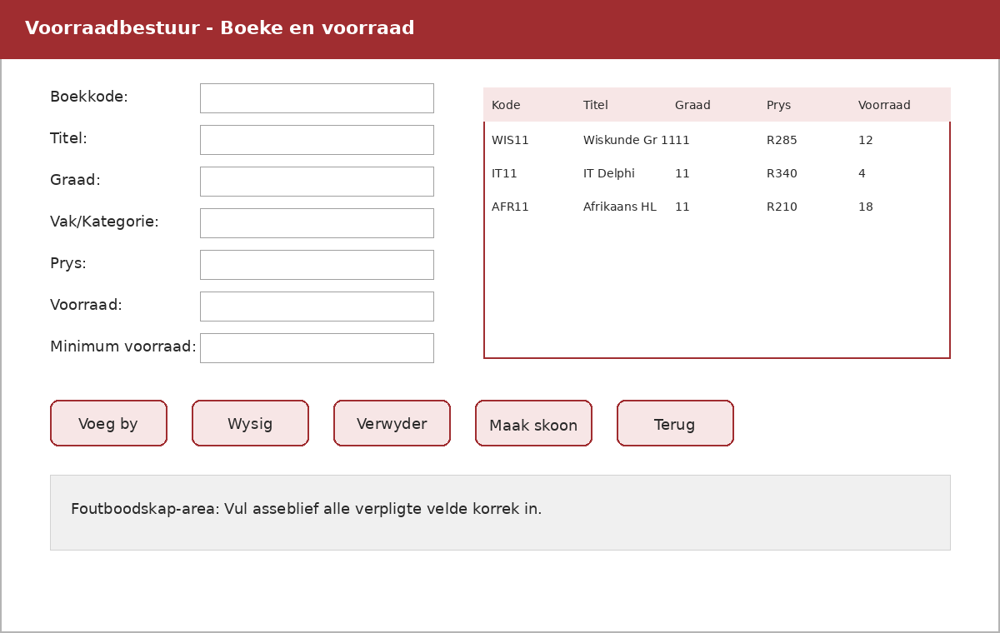 Voorraadbestuur - Boeke en voorraad
Boekkode:
Titel:
Graad:
Vak/Kategorie:
Prys:
Voorraad:
Minimum voorraad:
Kode Titel Graad Prys Voorraad
WIS11 Wiskunde Gr 11 11 R285 12
IT11 IT Delphi 11 R340 4
AFR11 Afrikaans HL 11 R210 18
Voeg by Wysig Verwyder Maak skoon Terug
Foutboodskap-area: Vul asseblief alle verpligte velde korrek in.